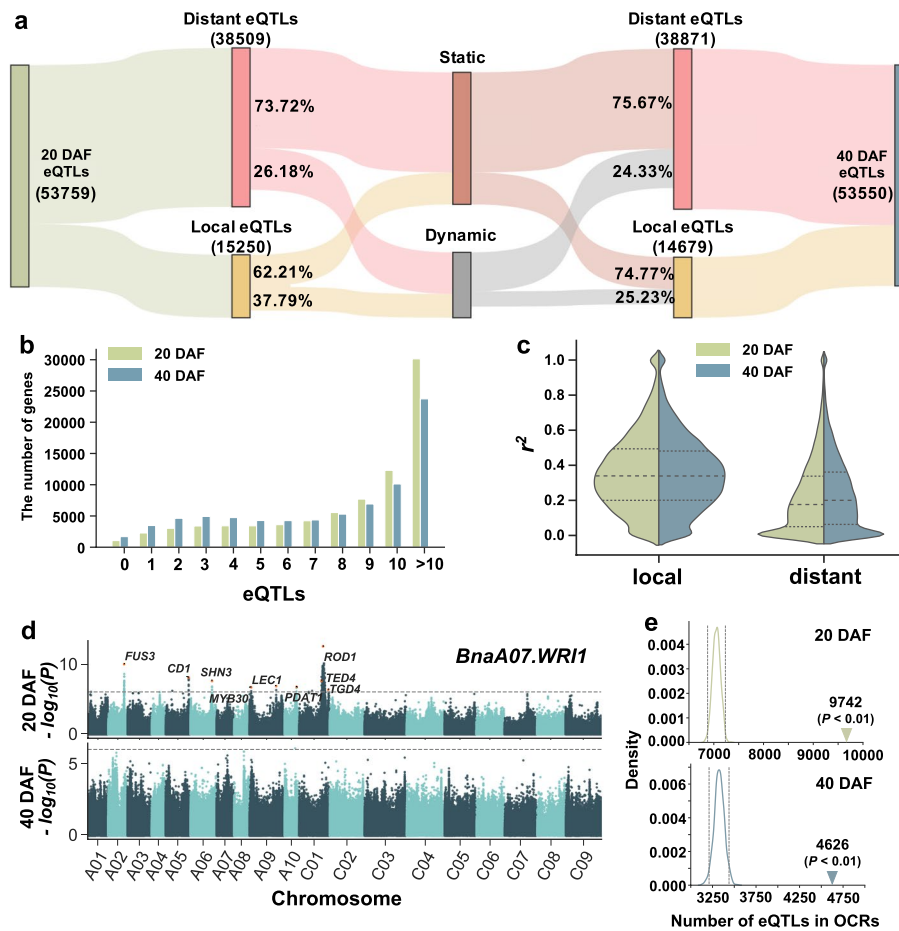 a
Distant eQTLs
(38509)
Distant eQTLs
(38871)
Static
73.72%
75.67%
20 DAF
eQTLs
(53759)
26.18%
24.33%
40 DAF
eQTLs
(53550)
Local eQTLs
(15250)
Dynamic
Local eQTLs
(14679)
62.21%
74.77%
37.79%
25.23%
b
20 DAF
40 DAF
The number of genes
30000
25000
20000
15000
10000
5000
0
0 1 2 3 4 5 6 7 8 9 10 >10
eQTLs
c
20 DAF
40 DAF
r²
1.0
0.8
0.6
0.4
0.2
0.0
local distant
d
BnaA07.WRI1
20 DAF
- log10(P)
10
0
FUS3
CD1
SHN3
MYB30
LEC1
PDAT1
ROD1
TED4
TGD4
40 DAF
- log10(P)
5
0
A01 A02 A03 A04 A05 A06 A07 A08 A09 A10 C01 C02 C03 C04 C05 C06 C07 C08 C09
Chromosome
e
Density
20 DAF
0.004
0.003
0.002
0.001
0.000
9742
(P < 0.01)
7000 8000 9000 10000
40 DAF
0.006
0.004
0.002
0.000
4626
(P < 0.01)
3250 3750 4250 4750
Number of eQTLs in OCRs